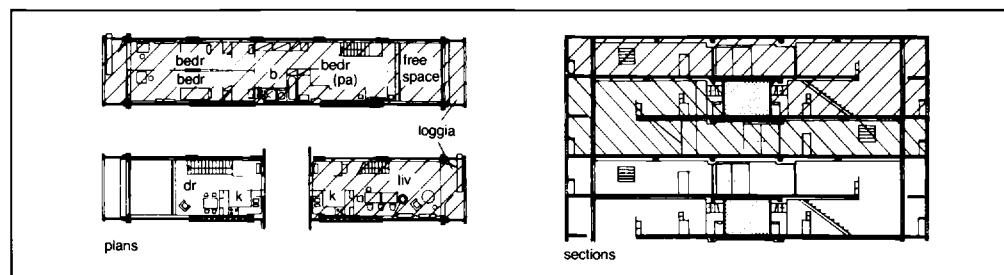 bedr
bedr
b
bedr
(pa)
free
space
loggia
dr
k
k
liv
plans
sections